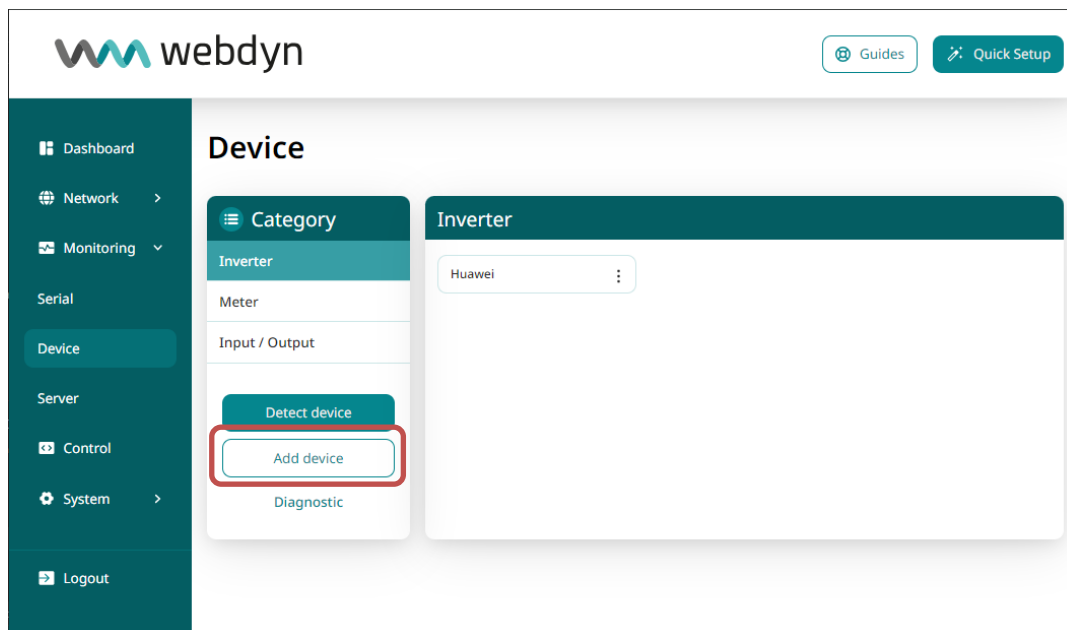 webdyn
Guides
Quick Setup
Dashboard
Network
Monitoring
Serial
Device
Server
Control
System
Logout
Device
Category
Inverter
Meter
Input / Output
Detect device
Add device
Diagnostic
Inverter
Huawei